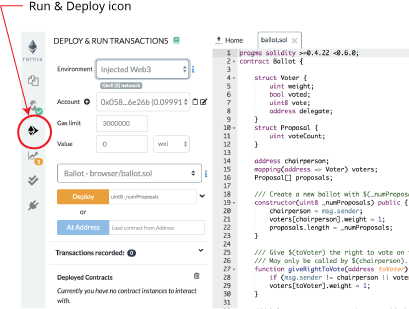 Run & Deploy icon
remix
DEPLOY & RUN TRANSACTIONS
Environment
Injected Web3
Görli (5) network
Account
0x058...6e26b (0.09991
Gas limit
3000000
Value
0
wei
Ballot - browser/ballot.sol
Deploy
uint8_numProposals
or
At Address
Load contract from Address
Transactions recorded: 0
Deployed Contracts
Currently you have no contract instances to interact
with.
Home
ballot.sol
1 pragma solidity >=0.4.22 <0.6.0;
2 contract Ballot {
3
4 struct Voter {
5 uint weight;
6 bool voted;
7 uint8 vote;
8 address delegate;
9 }
10 struct Proposal {
11 uint voteCount;
12 }
13
14 address chairperson;
15 mapping(address => Voter) voters;
16 Proposal[] proposals;
17
18 /// Create a new ballot with $(_numPropos
19 constructor(uint8 _numProposals) public {
20 chairperson = msg.sender;
21 voters[chairperson].weight = 1;
22 proposals.length = _numProposals;
23 }
24
25 /// Give $(toVoter) the right to vote on
26 /// May only be called by $(chairperson).
27 function giveRightToVote(address toVoter)
28 if (msg.sender != chairperson || voter
29 voters[toVoter].weight = 1;
30 }